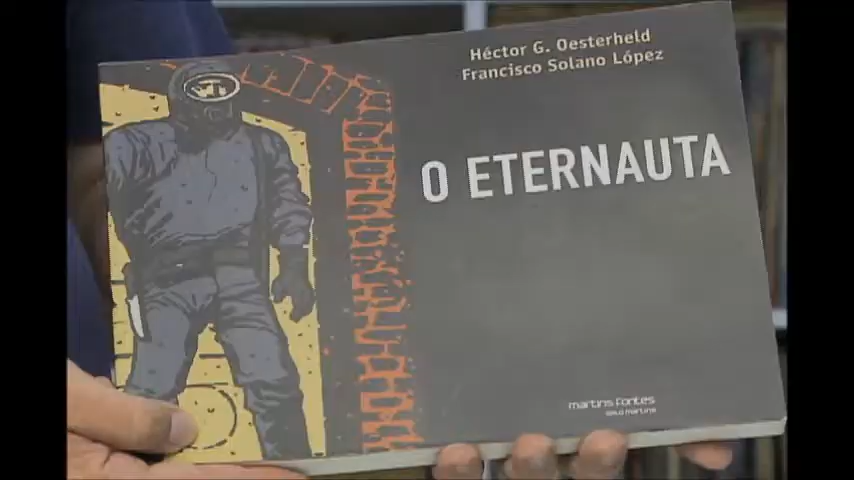 Héctor G. Oesterheld
Francisco Solano López
O ETERNAUTA
martins fontes
selo martins